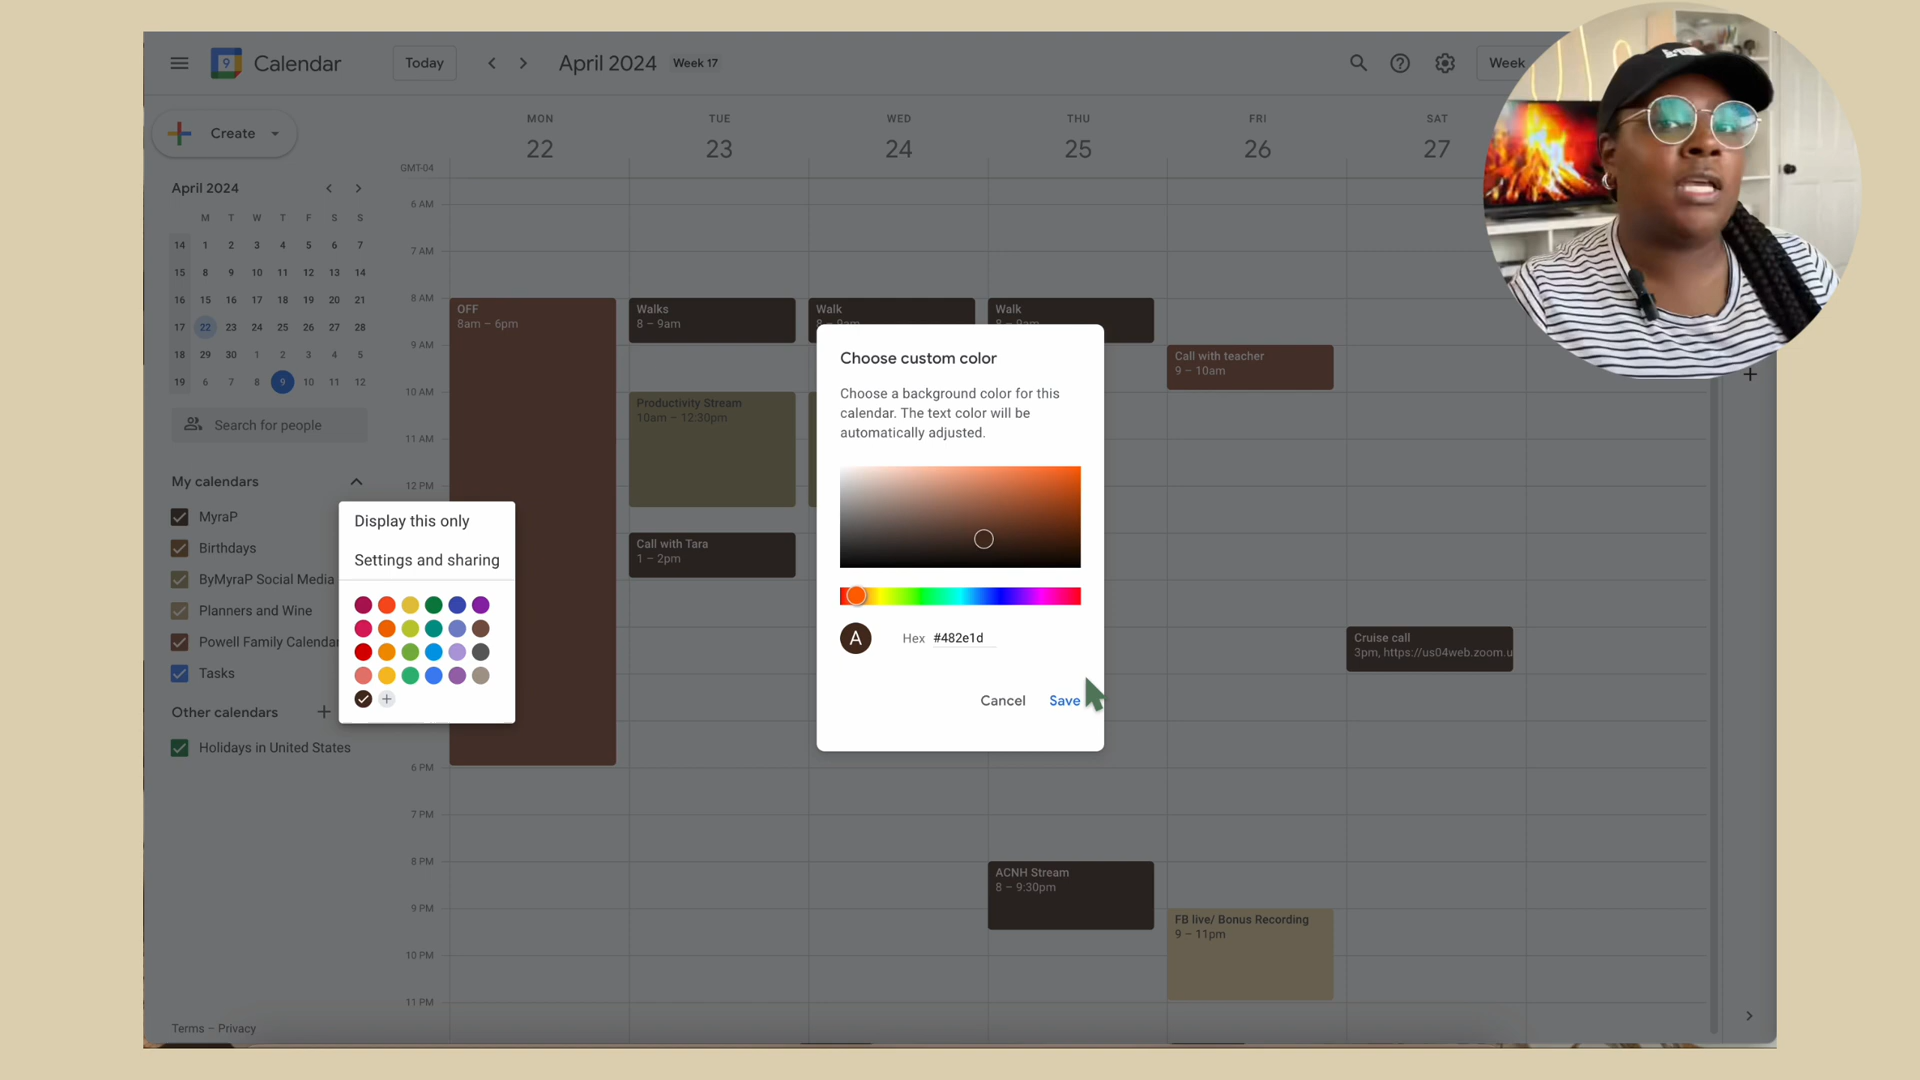 9
Calendar
Today
April 2024
Week 17
Week
Create
April 2024
M T W T F S S
14 1 2 3 4 5 6 7
15 8 9 10 11 12 13 14
16 15 16 17 18 19 20 21
17 22 23 24 25 26 27 28
18 29 30 1 2 3 4 5
19 6 7 8 9 10 11 12
Search for people
My calendars
MyraP
Birthdays
ByMyraP Social Media
Planners and Wine
Powell Family Calendar
Tasks
Other calendars
Holidays in United States
Terms – Privacy
Display this only
Settings and sharing
GMT-04
MON
22
TUE
23
WED
24
THU
25
FRI
26
SAT
27
6 AM
7 AM
8 AM
9 AM
10 AM
11 AM
12 PM
6 PM
7 PM
8 PM
9 PM
10 PM
11 PM
OFF
8am – 6pm
Walks
8 – 9am
Productivity Stream
10am – 12:30pm
Call with Tara
1 – 2pm
Walk
8 – 9am
Walk
8 – 9am
ACNH Stream
8 – 9:30pm
Call with teacher
9 – 10am
FB live/ Bonus Recording
9 – 11pm
Cruise call
3pm, https://us04web.zoom.u
Choose custom color
Choose a background color for this
calendar. The text color will be
automatically adjusted.
A
Hex #482e1d
Cancel Save